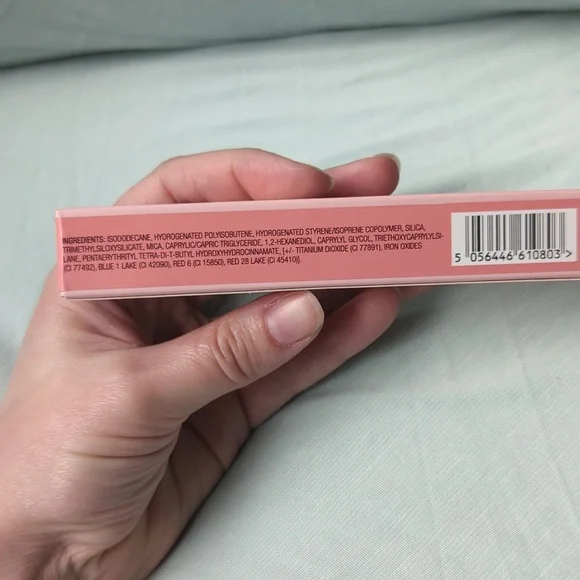 INGREDIENTS: ISODODECANE, HYDROGENATED POLYISOBUTENE, HYDROGENATED STYRENE/ISOPRENE COPOLYMER, SILICA,
TRIMETHYLSILOXYSILICATE, MICA, CAPRYLIC/CAPRIC TRIGLYCERIDE, 1,2-HEXANEDIOL, CAPRYLYL GLYCOL, TRIETHOXYCAPRYLYLSI-
LANE, PENTAERYTHRITYL TETRA-DI-T-BUTYL HYDROXYHYDROCINNAMATE, [+/- TITANIUM DIOXIDE (CI 77891), IRON OXIDES
(CI 77492), BLUE 1 LAKE (CI 42090), RED 6 (CI 15850), RED 28 LAKE (CI 45410)].
5 056446 610803 >